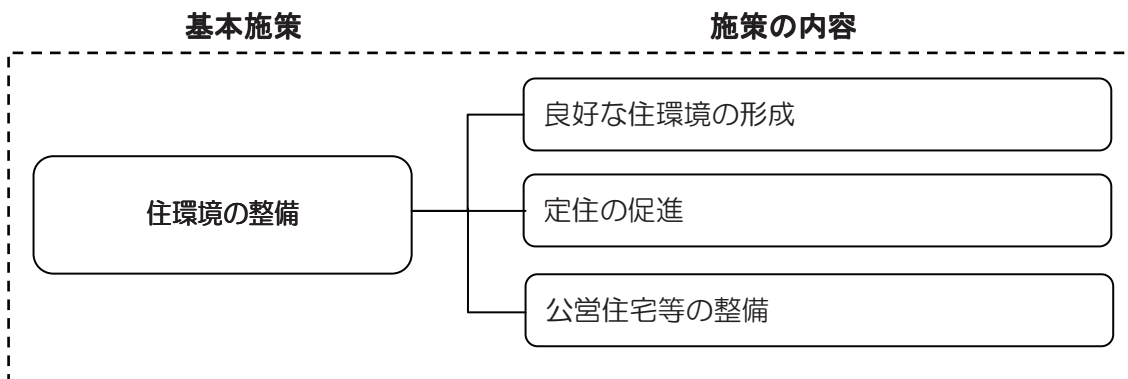 基本施策
施策の内容
住環境の整備
良好な住環境の形成
定住の促進
公営住宅等の整備